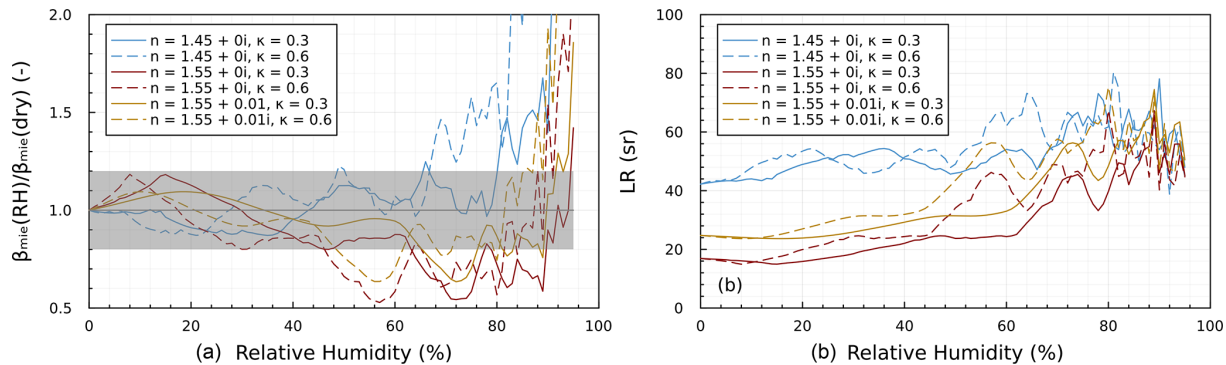 2.0
1.5
1.0
0.5
βmie(RH)/βmie(dry) (-)
n = 1.45 + 0i, κ = 0.3
n = 1.45 + 0i, κ = 0.6
n = 1.55 + 0i, κ = 0.3
n = 1.55 + 0i, κ = 0.6
n = 1.55 + 0.01, κ = 0.3
n = 1.55 + 0.01i, κ = 0.6
0 20 40 60 80 100
(a) Relative Humidity (%)
100
80
60
40
20
0
LR (sr)
n = 1.45 + 0i, κ = 0.3
n = 1.45 + 0i, κ = 0.6
n = 1.55 + 0i, κ = 0.3
n = 1.55 + 0i, κ = 0.6
n = 1.55 + 0.01i, κ = 0.3
n = 1.55 + 0.01i, κ = 0.6
(b)
0 20 40 60 80 100
(b) Relative Humidity (%)